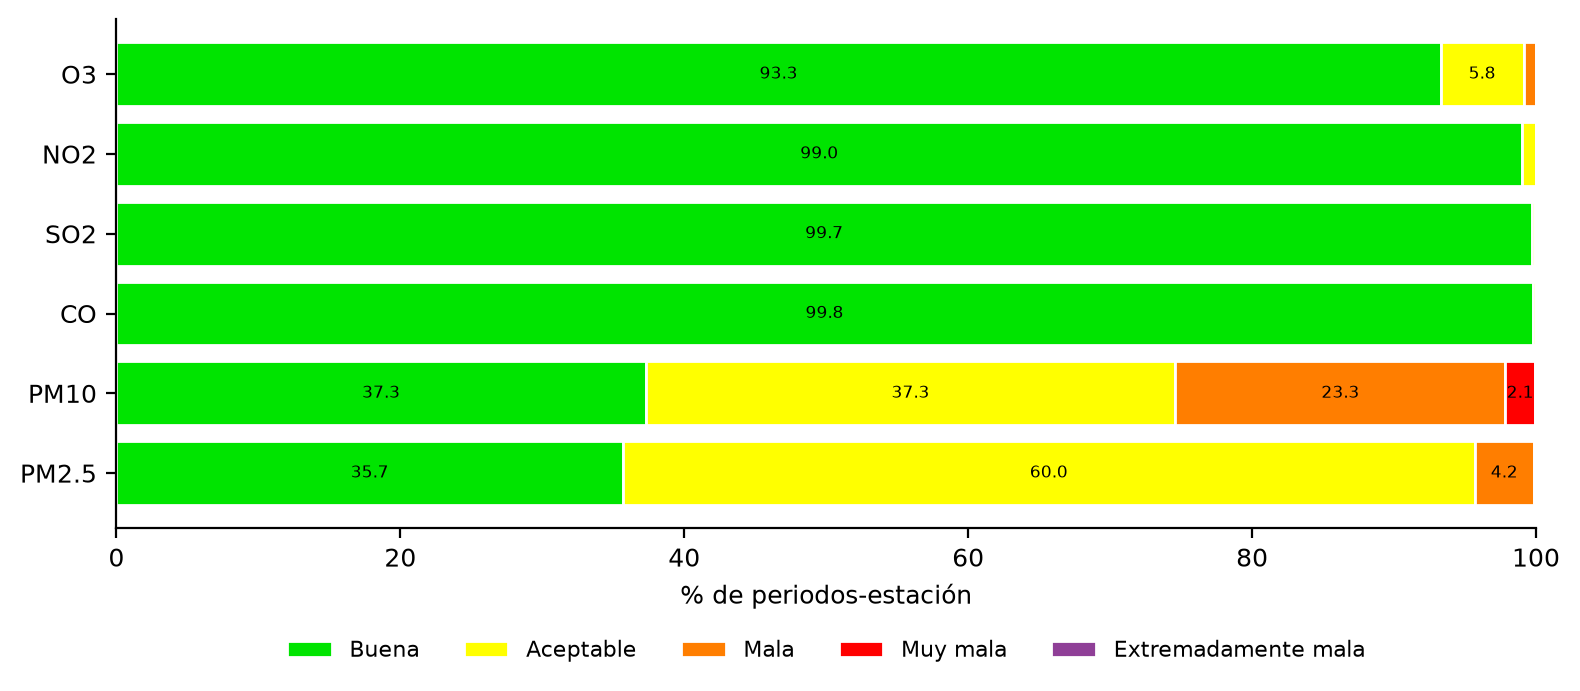 O3 93.3 5.8
NO2 99.0
SO2 99.7
CO 99.8
PM10 37.3 37.3 23.3 2.1
PM2.5 35.7 60.0 4.2
0 20 40 60 80 100
% de periodos-estación
Buena Aceptable Mala Muy mala Extremadamente mala